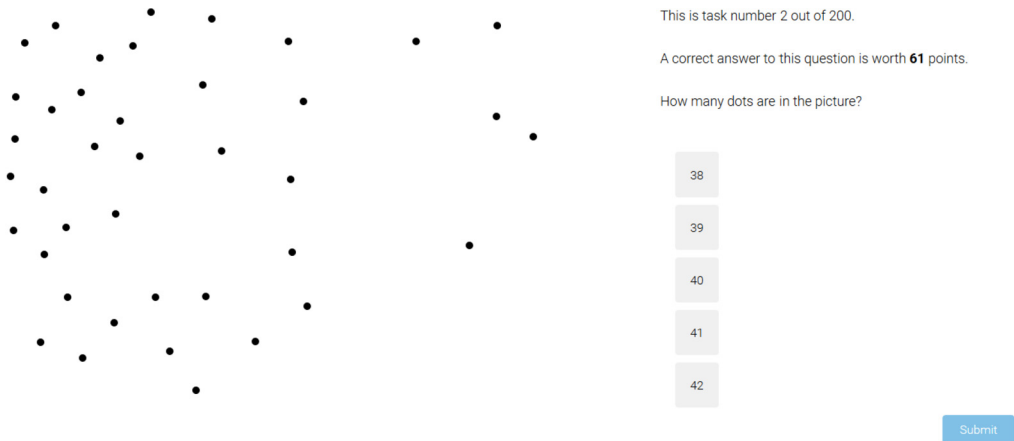 This is task number 2 out of 200.
A correct answer to this question is worth 61 points.
How many dots are in the picture?
38
39
40
41
42
Submit